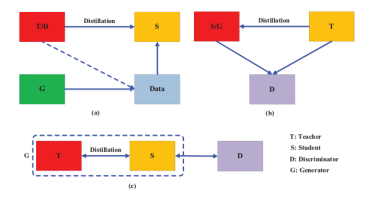 T/D
Distillation
S
G
Data
(a)
S/G
Distillation
T
D
(b)
G
T
Distillation
S
D
(c)
T: Teacher
S: Student
D: Discriminator
G: Generator